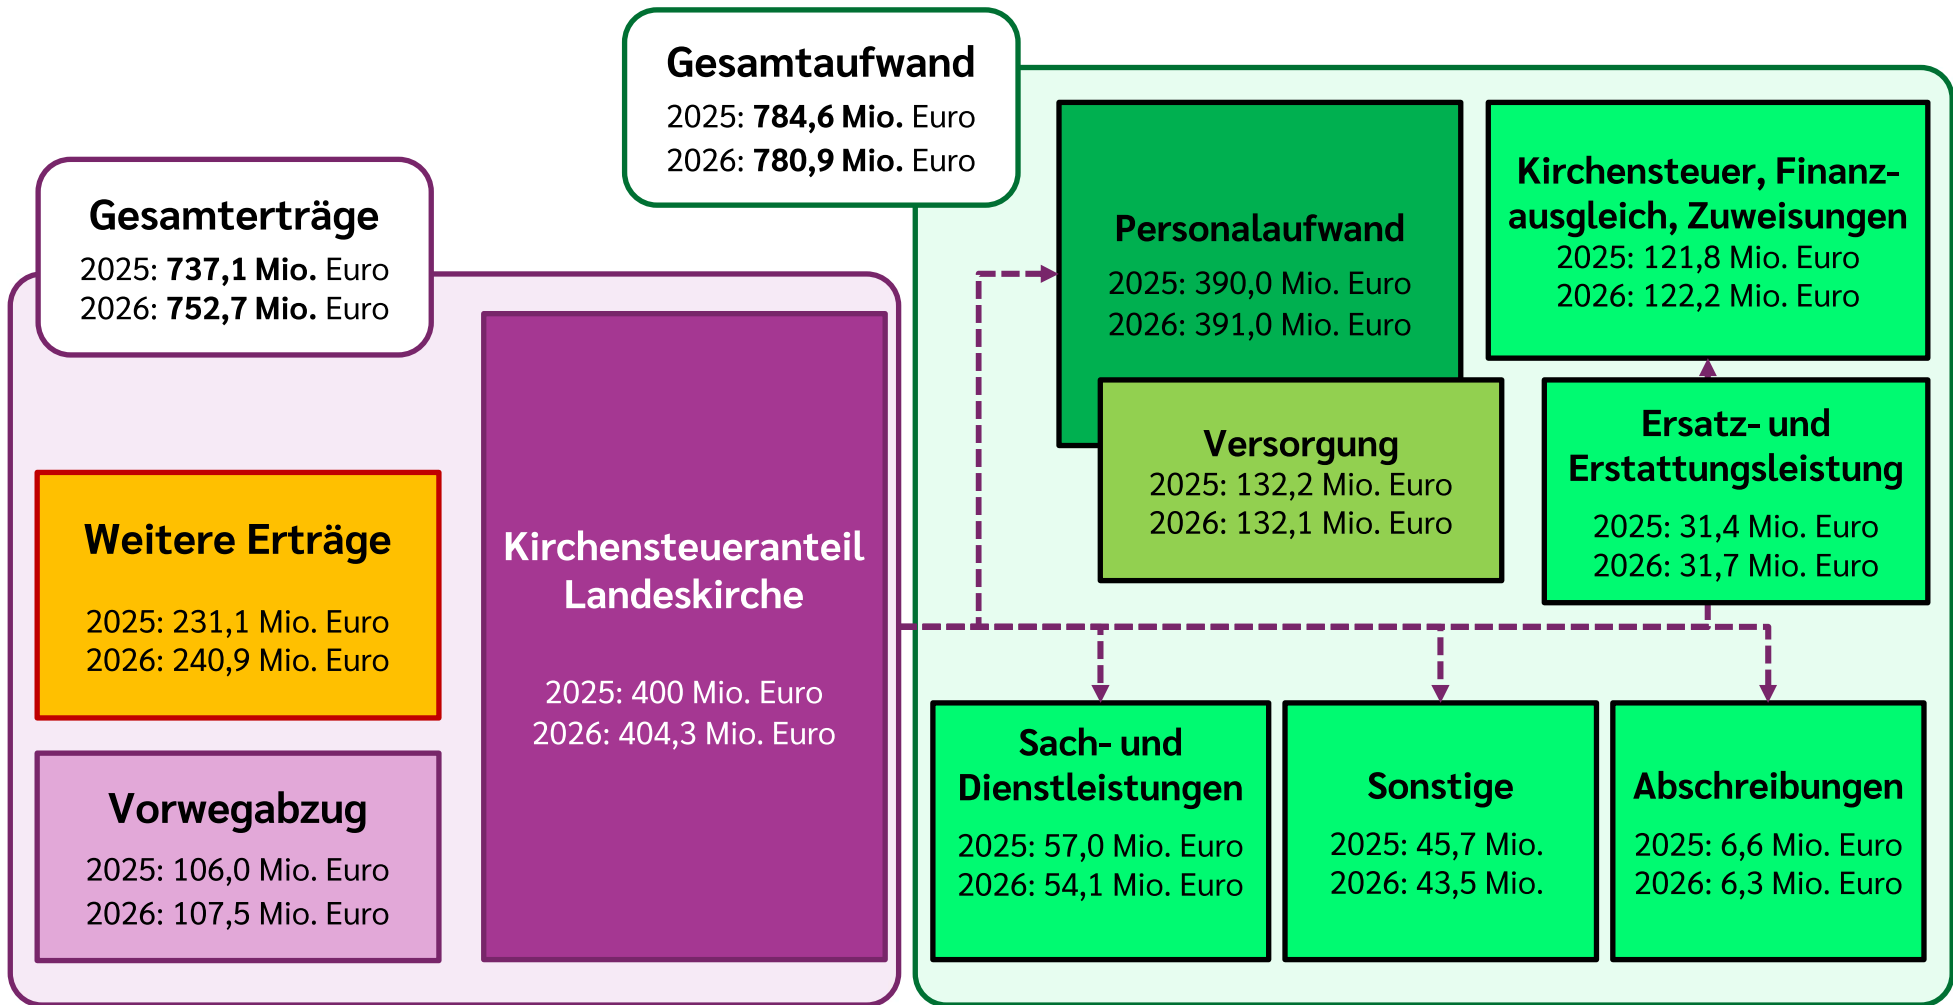 Gesamtaufwand
2025: 784,6 Mio. Euro
2026: 780,9 Mio. Euro
Gesamterträge
2025: 737,1 Mio. Euro
2026: 752,7 Mio. Euro
Weitere Erträge
2025: 231,1 Mio. Euro
2026: 240,9 Mio. Euro
Vorwegabzug
2025: 106,0 Mio. Euro
2026: 107,5 Mio. Euro
Kirchensteueranteil
Landeskirche
2025: 400 Mio. Euro
2026: 404,3 Mio. Euro
Personalaufwand
2025: 390,0 Mio. Euro
2026: 391,0 Mio. Euro
Versorgung
2025: 132,2 Mio. Euro
2026: 132,1 Mio. Euro
Kirchensteuer, Finanz-
ausgleich, Zuweisungen
2025: 121,8 Mio. Euro
2026: 122,2 Mio. Euro
Ersatz- und
Erstattungsleistung
2025: 31,4 Mio. Euro
2026: 31,7 Mio. Euro
Sach- und
Dienstleistungen
2025: 57,0 Mio. Euro
2026: 54,1 Mio. Euro
Sonstige
2025: 45,7 Mio.
2026: 43,5 Mio.
Abschreibungen
2025: 6,6 Mio. Euro
2026: 6,3 Mio. Euro